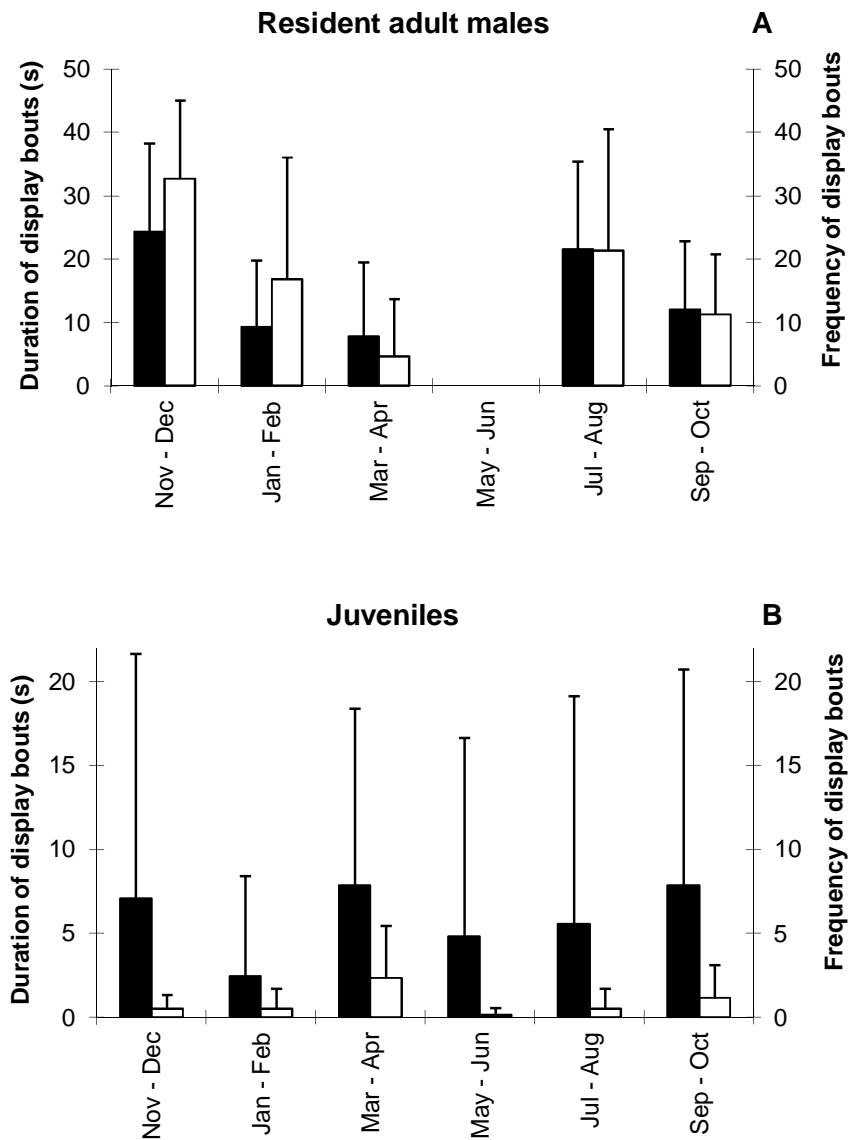 Resident adult males
A
Duration of display bouts (s)
50
40
30
20
10
0
Frequency of display bouts
50
40
30
20
10
0
Nov - Dec
Jan - Feb
Mar - Apr
May - Jun
Jul - Aug
Sep - Oct
Juveniles
B
Duration of display bouts (s)
20
15
10
5
0
Frequency of display bouts
20
15
10
5
0
Nov - Dec
Jan - Feb
Mar - Apr
May - Jun
Jul - Aug
Sep - Oct